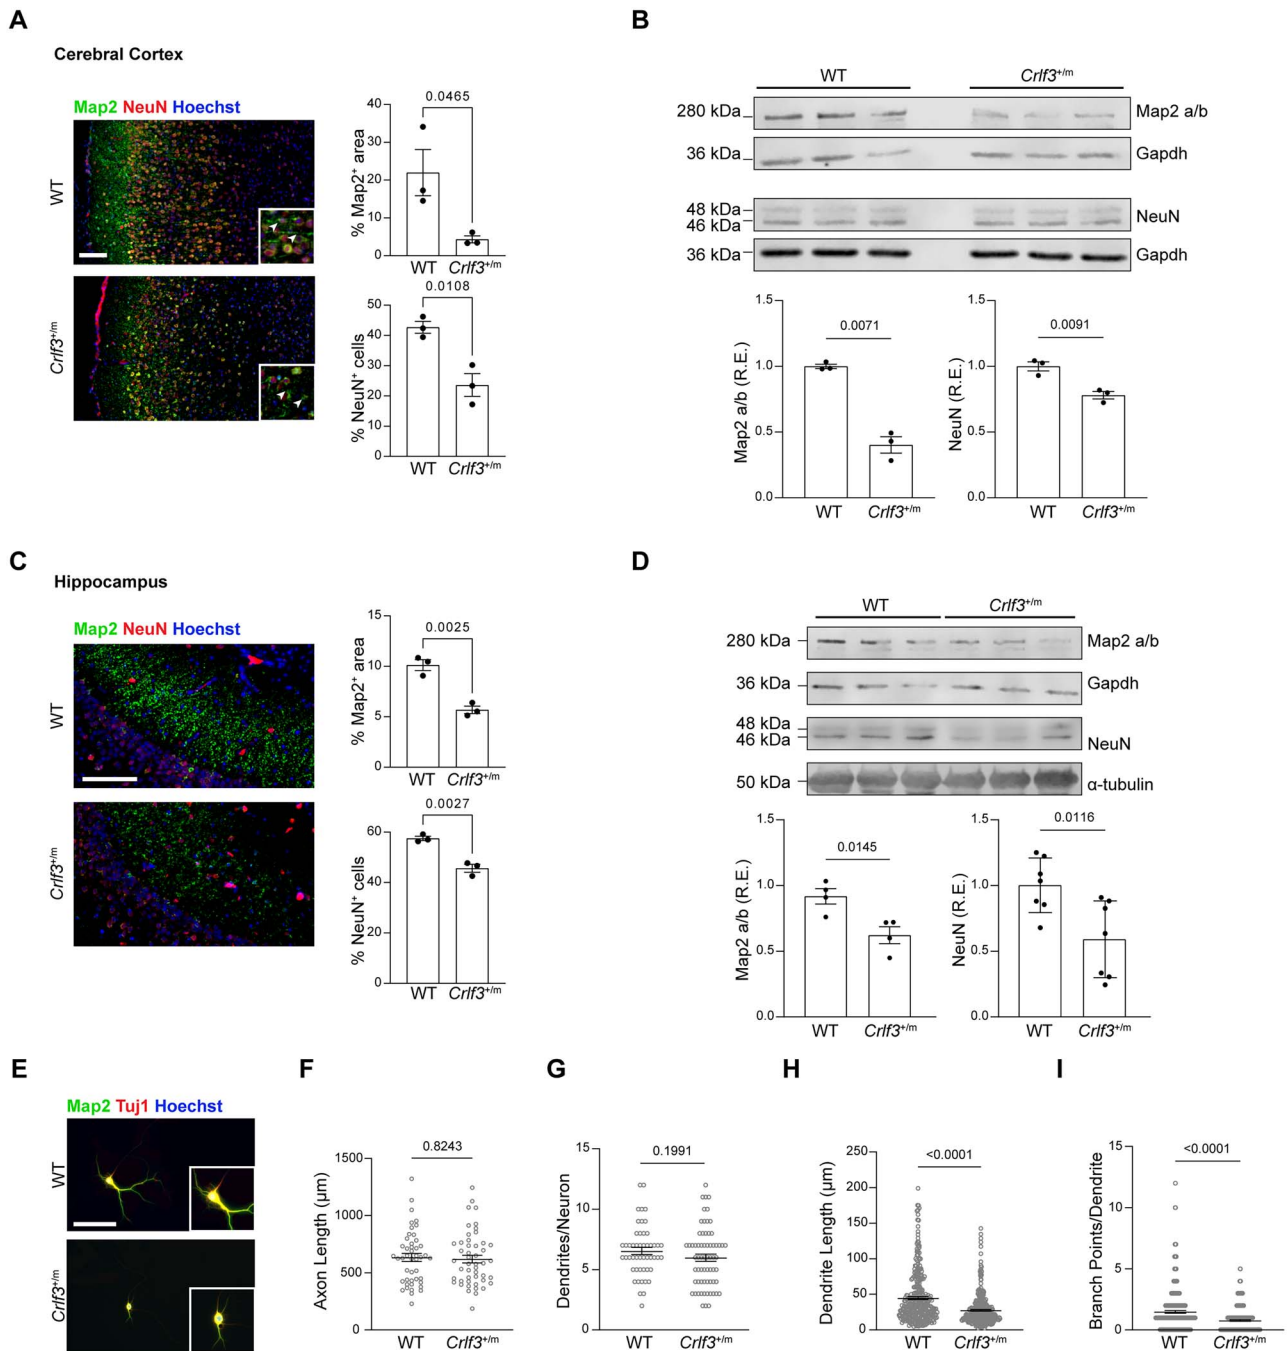 A
Cerebral Cortex
Map2 NeuN Hoechst
WT
Crlf3+/m
% Map2+ area
40
30
20
10
0
0.0465
WT Crlf3+/m
% NeuN+ cells
50
40
30
20
10
0
0.0108
WT Crlf3+/m
B
WT Crlf3+/m
280 kDa Map2 a/b
36 kDa Gapdh
48 kDa
46 kDa
NeuN
36 kDa Gapdh
Map2 a/b (R.E.)
1.5
1.0
0.5
0.0
0.0071
WT Crlf3+/m
NeuN (R.E.)
1.5
1.0
0.5
0.0
0.0091
WT Crlf3+/m
C
Hippocampus
Map2 NeuN Hoechst
WT
Crlf3+/m
% Map2+ area
15
10
5
0
0.0025
WT Crlf3+/m
% NeuN+ cells
60
40
20
0
0.0027
WT Crlf3+/m
D
WT Crlf3+/m
280 kDa Map2 a/b
36 kDa Gapdh
48 kDa
46 kDa
NeuN
50 kDa α-tubulin
Map2 a/b (R.E.)
1.5
1.0
0.5
0.0
0.0145
WT Crlf3+/m
NeuN (R.E.)
1.5
1.0
0.5
0.0
0.0116
WT Crlf3+/m
E
Map2 Tuj1 Hoechst
WT
Crlf3+/m
F
Axon Length (µm)
1500
1000
500
0
0.8243
WT Crlf3+/m
G
Dendrites/Neuron
15
10
5
0
0.1991
WT Crlf3+/m
H
Dendrite Length (µm)
250
200
150
100
50
0
<0.0001
WT Crlf3+/m
I
Branch Points/Dendrite
15
10
5
0
<0.0001
WT Crlf3+/m